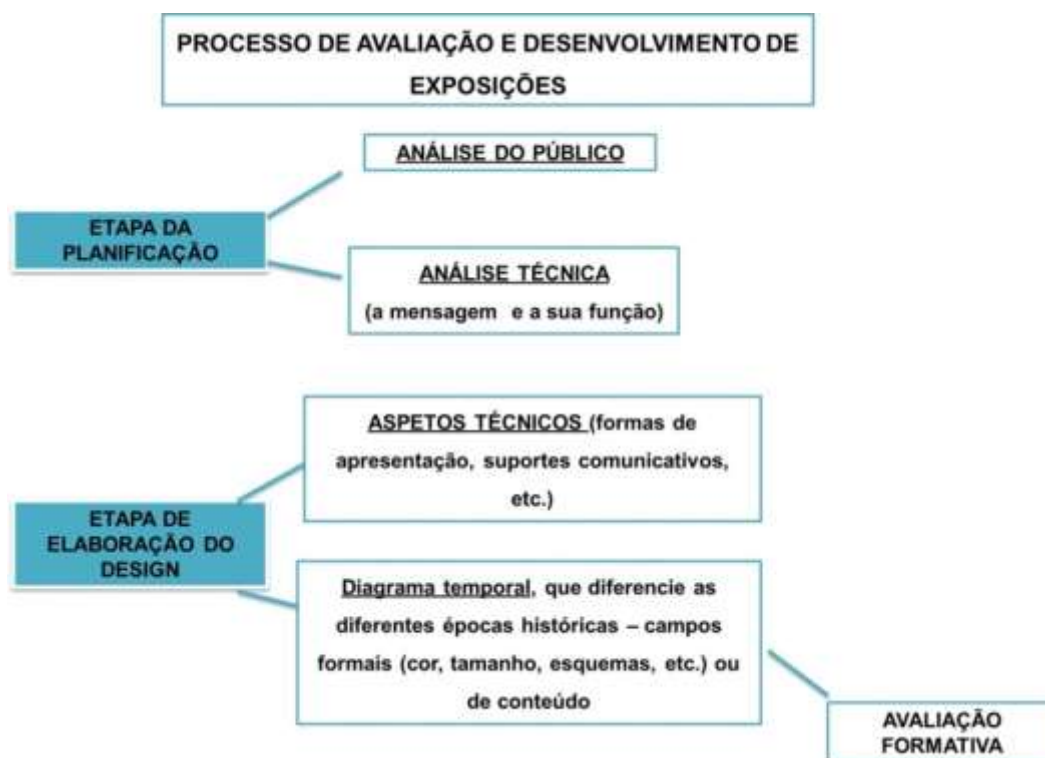 PROCESSO DE AVALIAÇÃO E DESENVOLVIMENTO DE
EXPOSIÇÕES
ANÁLISE DO PÚBLICO
ETAPA DA
PLANIFICAÇÃO
ANÁLISE TÉCNICA
(a mensagem e a sua função)
ASPETOS TÉCNICOS (formas de
apresentação, suportes comunicativos,
etc.)
ETAPA DE
ELABORAÇÃO DO
DESIGN
Diagrama temporal, que diferencie as
diferentes épocas históricas – campos
formais (cor, tamanho, esquemas, etc.) ou
de conteúdo
AVALIAÇÃO
FORMATIVA